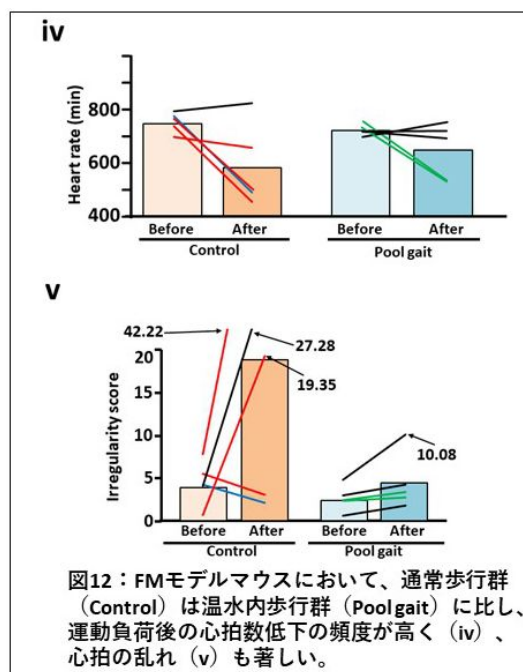 iv
Heart rate (min)
800
600
400
Before After Before After
Control Pool gait
v
Irregularity score
42.22
27.28
19.35
10.08
20
15
10
5
0
Before After Before After
Control Pool gait
図12：FMモデルマウスにおいて、通常歩行群
（Control）は温水内歩行群（Pool gait）に比し、
運動負荷後の心拍数低下の頻度が高く（iv）、
心拍の乱れ（v）も著しい。